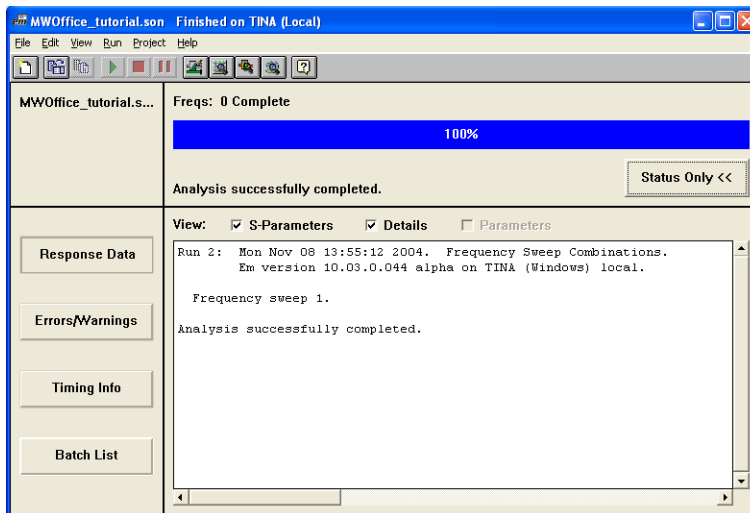 MWOffice_tutorial.son Finished on TINA (Local)
File Edit View Run Project Help
MWOffice_tutorial.s...
Freqs: 0 Complete
100%
Status Only <<
Analysis successfully completed.
View: S-Parameters Details Parameters
Response Data
Errors/Warnings
Timing Info
Batch List
Run 2: Mon Nov 08 13:55:12 2004. Frequency Sweep Combinations.
Em version 10.03.0.044 alpha on TINA (Windows) local.
Frequency sweep 1.
Analysis successfully completed.